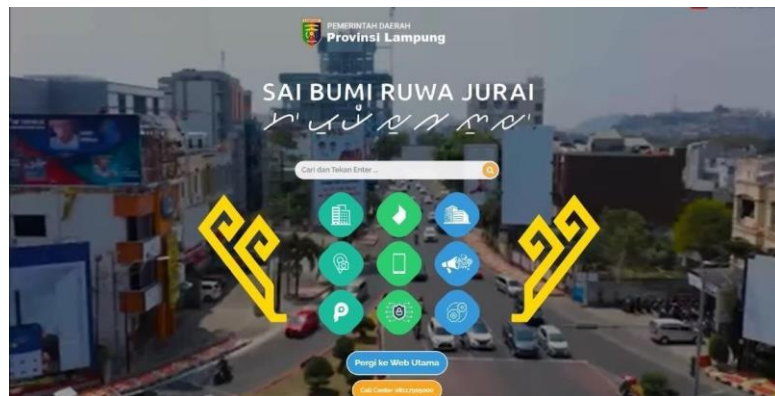 PEMERINTAH DAERAH
Provinsi Lampung
SAI BUMI RUWA JURAI
Cari dan Tekan Enter ...
Pergi ke Web Utama
Call Center